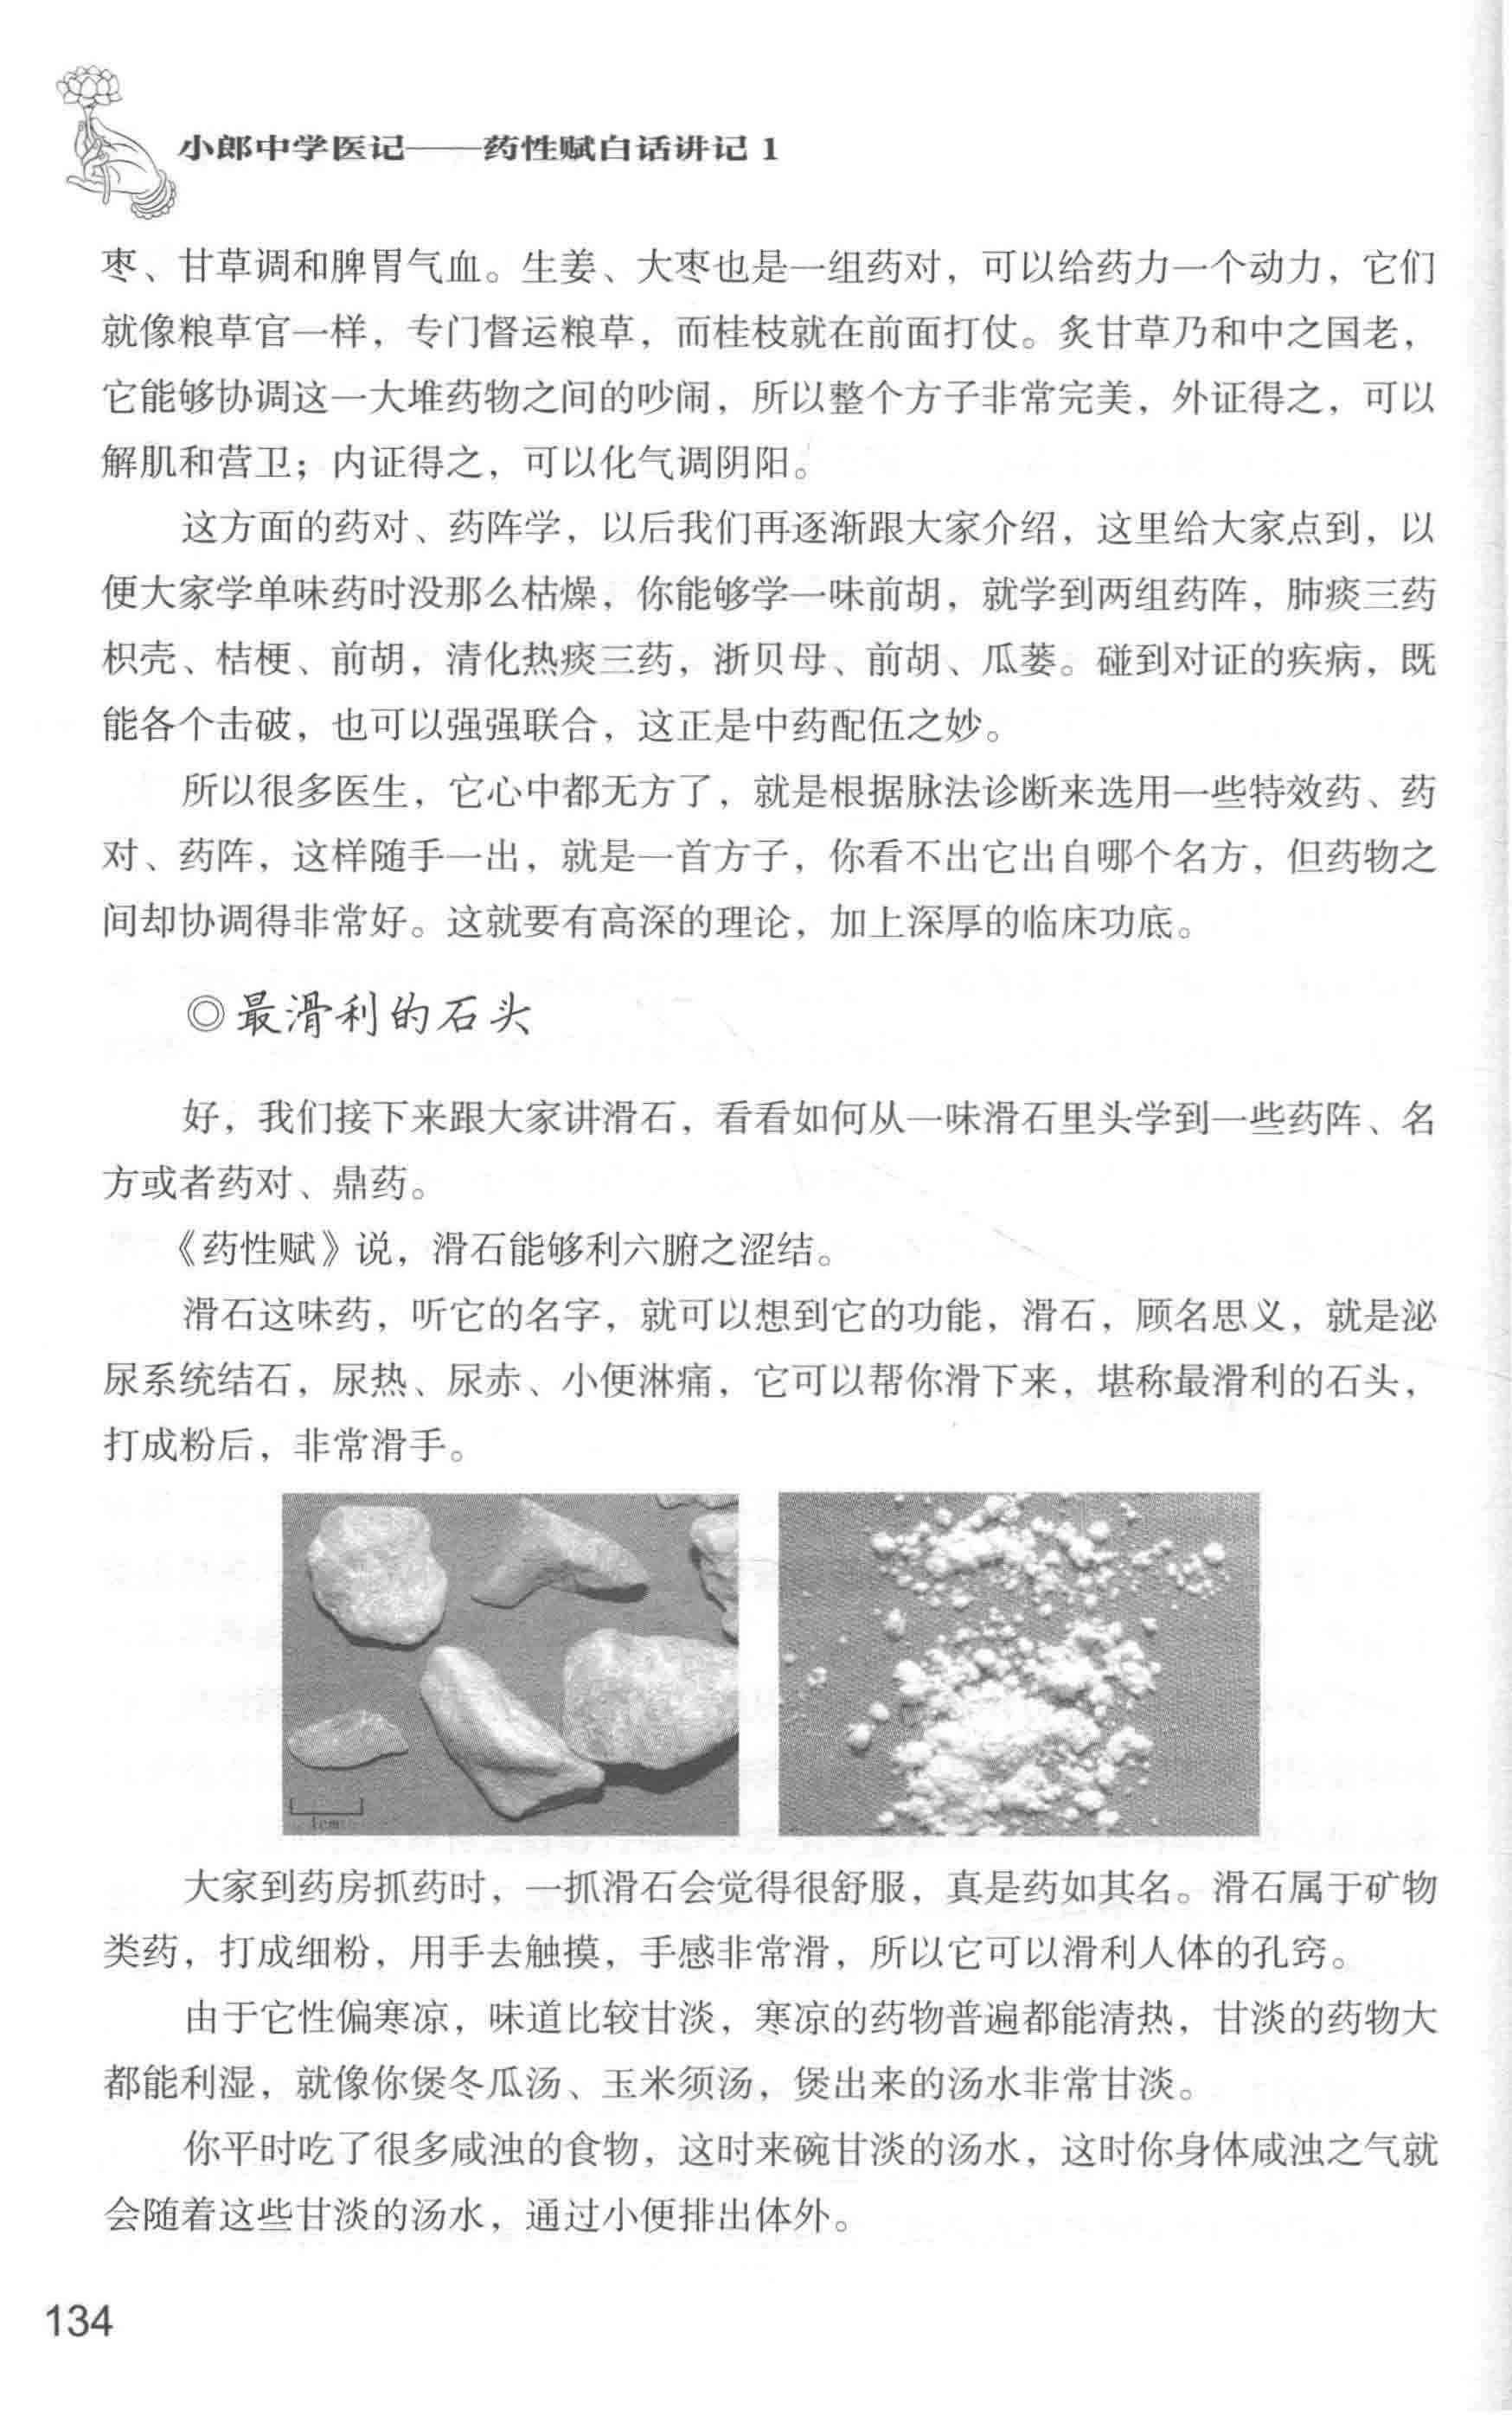 小郎中学医记——药性赋白话讲记 1
枣、甘草调和脾胃气血。生姜、大枣也是一组药对，可以给药力一个动力，它们
就像粮草官一样，专门督运粮草，而桂枝就在前面打仗。炙甘草乃和中之国老，
它能够协调这一大堆药物之间的吵闹，所以整个方子非常完美，外证得之，可以
解肌和营卫；内证得之，可以化气调阴阳。
这方面的药对、药阵学，以后我们再逐渐跟大家介绍，这里给大家点到，以
便大家学单味药时没那么枯燥，你能够学一味前胡，就学到两组药阵，肺痰三药
枳壳、桔梗、前胡，清化热痰三药，浙贝母、前胡、瓜蒌。碰到对证的疾病，既
能各个击破，也可以强强联合，这正是中药配伍之妙。
所以很多医生，它心中都无方了，就是根据脉法诊断来选用一些特效药、药
对、药阵，这样随手一出，就是一首方子，你看不出它出自哪个名方，但药物之
间却协调得非常好。这就要有高深的理论，加上深厚的临床功底。
◎最滑利的石头
好，我们接下来跟大家讲滑石，看看如何从一味滑石里头学到一些药阵、名
方或者药对、鼎药。
《药性赋》说，滑石能够利六腑之涩结。
滑石这味药，听它的名字，就可以想到它的功能，滑石，顾名思义，就是泌
尿系统结石，尿热、尿赤、小便淋痛，它可以帮你滑下来，堪称最滑利的石头，
打成粉后，非常滑手。
1cm
大家到药房抓药时，一抓滑石会觉得很舒服，真是药如其名。滑石属于矿物
类药，打成细粉，用手去触摸，手感非常滑，所以它可以滑利人体的孔窍。
由于它性偏寒凉，味道比较甘淡，寒凉的药物普遍都能清热，甘淡的药物大
都能利湿，就像你煲冬瓜汤、玉米须汤，煲出来的汤水非常甘淡。
你平时吃了很多咸浊的食物，这时来碗甘淡的汤水，这时你身体咸浊之气就
会随着这些甘淡的汤水，通过小便排出体外。
134